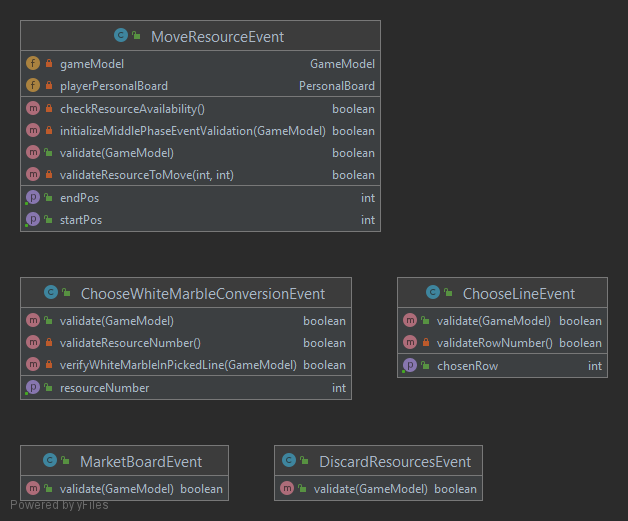 MoveResourceEvent
gameModel GameModel
playerPersonalBoard PersonalBoard
checkResourceAvailability() boolean
initializeMiddlePhaseEventValidation(GameModel) boolean
validate(GameModel) boolean
validateResourceToMove(int, int) boolean
endPos int
startPos int
ChooseWhiteMarbleConversionEvent
validate(GameModel) boolean
validateResourceNumber() boolean
verifyWhiteMarbleInPickedLine(GameModel) boolean
resourceNumber int
ChooseLineEvent
validate(GameModel) boolean
validateRowNumber() boolean
chosenRow int
MarketBoardEvent
validate(GameModel) boolean
DiscardResourcesEvent
validate(GameModel) boolean
Powered by yFiles